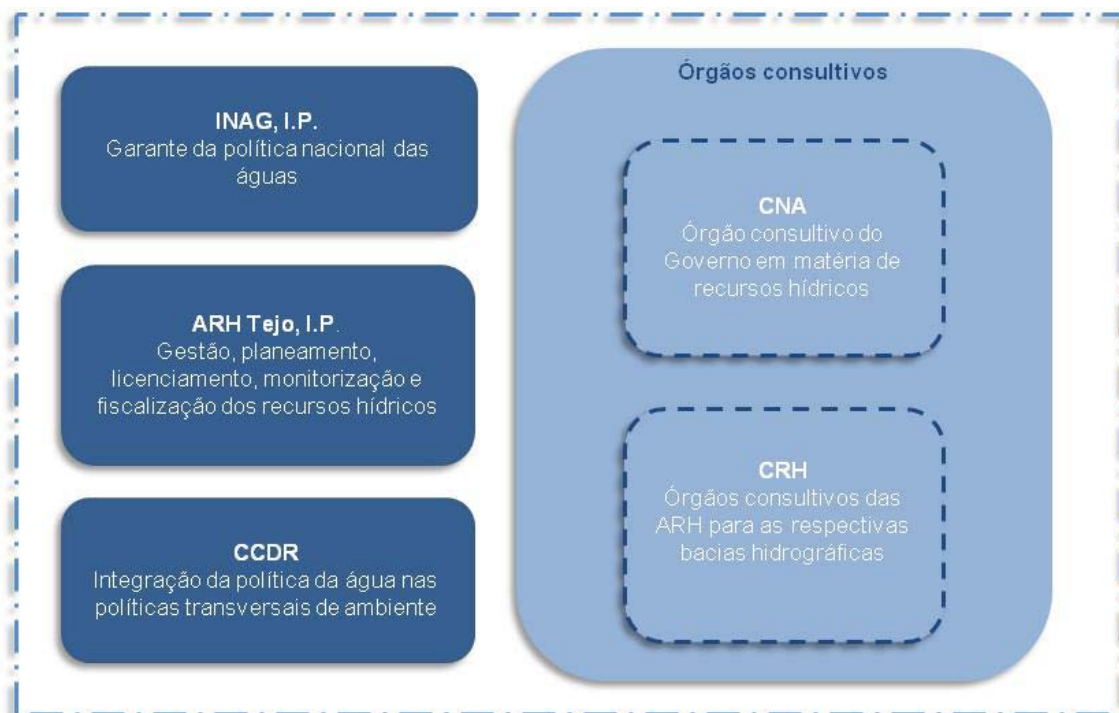 INAG, I.P.
Garante da política nacional das
águas
ARH Tejo, I.P.
Gestão, planeamento,
licenciamento, monitorização e
fiscalização dos recursos hídricos
CCDR
Integração da política da água nas
políticas transversais de ambiente
Órgãos consultivos
CNA
Órgão consultivo do
Governo em matéria de
recursos hídricos
CRH
Órgãos consultivos das
ARH para as respectivas
bacias hidrográficas